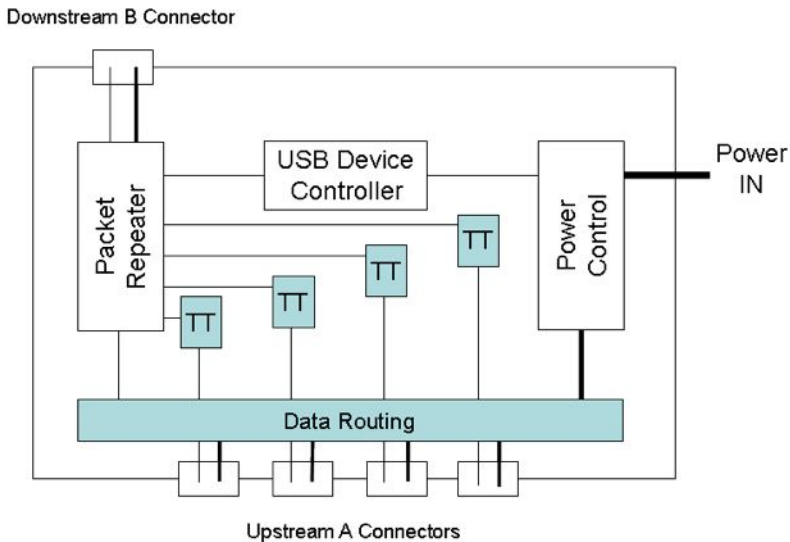 Downstream B Connector
USB Device
Controller
Power
IN
Packet
Repeater
Power
Control
TT
TT
TT
TT
Data Routing
Upstream A Connectors